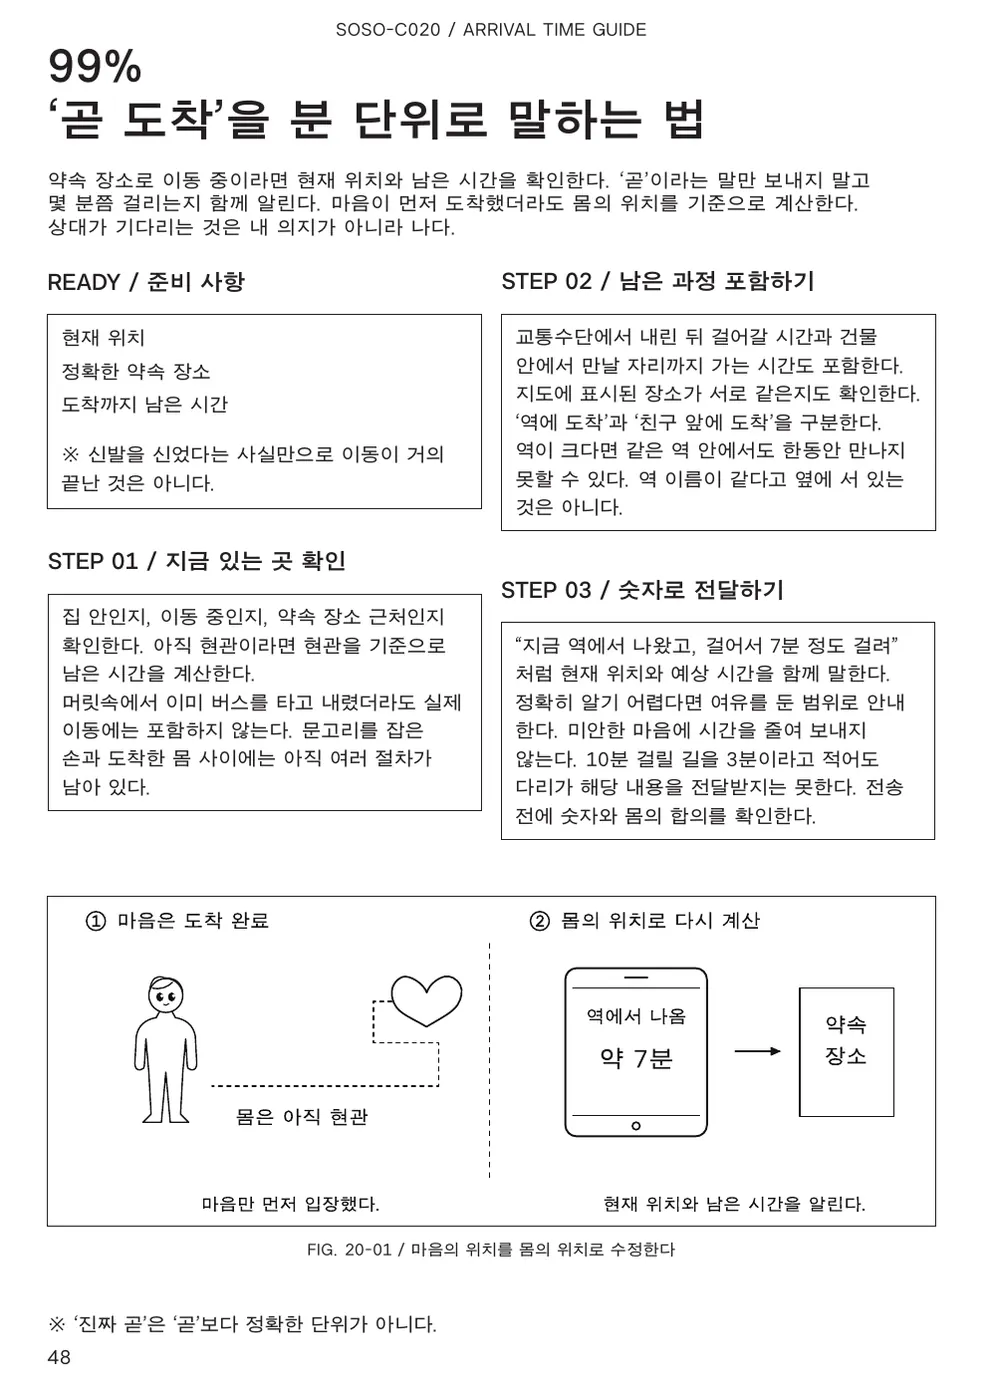 SOSO-C020 / ARRIVAL TIME GUIDE
99%
‘곧 도착’을 분 단위로 말하는 법
약속 장소로 이동 중이라면 현재 위치와 남은 시간을 확인한다. ‘곧’이라는 말만 보내지 말고
몇 분쯤 걸리는지 함께 알린다. 마음이 먼저 도착했더라도 몸의 위치를 기준으로 계산한다.
상대가 기다리는 것은 내 의지가 아니라 나다.
READY / 준비 사항
현재 위치
정확한 약속 장소
도착까지 남은 시간
※ 신발을 신었다는 사실만으로 이동이 거의
끝난 것은 아니다.
STEP 01 / 지금 있는 곳 확인
집 안인지, 이동 중인지, 약속 장소 근처인지
확인한다. 아직 현관이라면 현관을 기준으로
남은 시간을 계산한다.
머릿속에서 이미 버스를 타고 내렸더라도 실제
이동에는 포함하지 않는다. 문고리를 잡은
손과 도착한 몸 사이에는 아직 여러 절차가
남아 있다.
STEP 02 / 남은 과정 포함하기
교통수단에서 내린 뒤 걸어갈 시간과 건물
안에서 만날 자리까지 가는 시간도 포함한다.
지도에 표시된 장소가 서로 같은지도 확인한다.
‘역에 도착’과 ‘친구 앞에 도착’을 구분한다.
역이 크다면 같은 역 안에서도 한동안 만나지
못할 수 있다. 역 이름이 같다고 옆에 서 있는
것은 아니다.
STEP 03 / 숫자로 전달하기
“지금 역에서 나왔고, 걸어서 7분 정도 걸려”
처럼 현재 위치와 예상 시간을 함께 말한다.
정확히 알기 어렵다면 여유를 둔 범위로 안내
한다. 미안한 마음에 시간을 줄여 보내지
않는다. 10분 걸릴 길을 3분이라고 적어도
다리가 해당 내용을 전달받지는 못한다. 전송
전에 숫자와 몸의 합의를 확인한다.
① 마음은 도착 완료
몸은 아직 현관
마음만 먼저 입장했다.
② 몸의 위치로 다시 계산
역에서 나옴
약 7분
약속
장소
현재 위치와 남은 시간을 알린다.
FIG. 20-01 / 마음의 위치를 몸의 위치로 수정한다
※ ‘진짜 곧’은 ‘곧’보다 정확한 단위가 아니다.
48